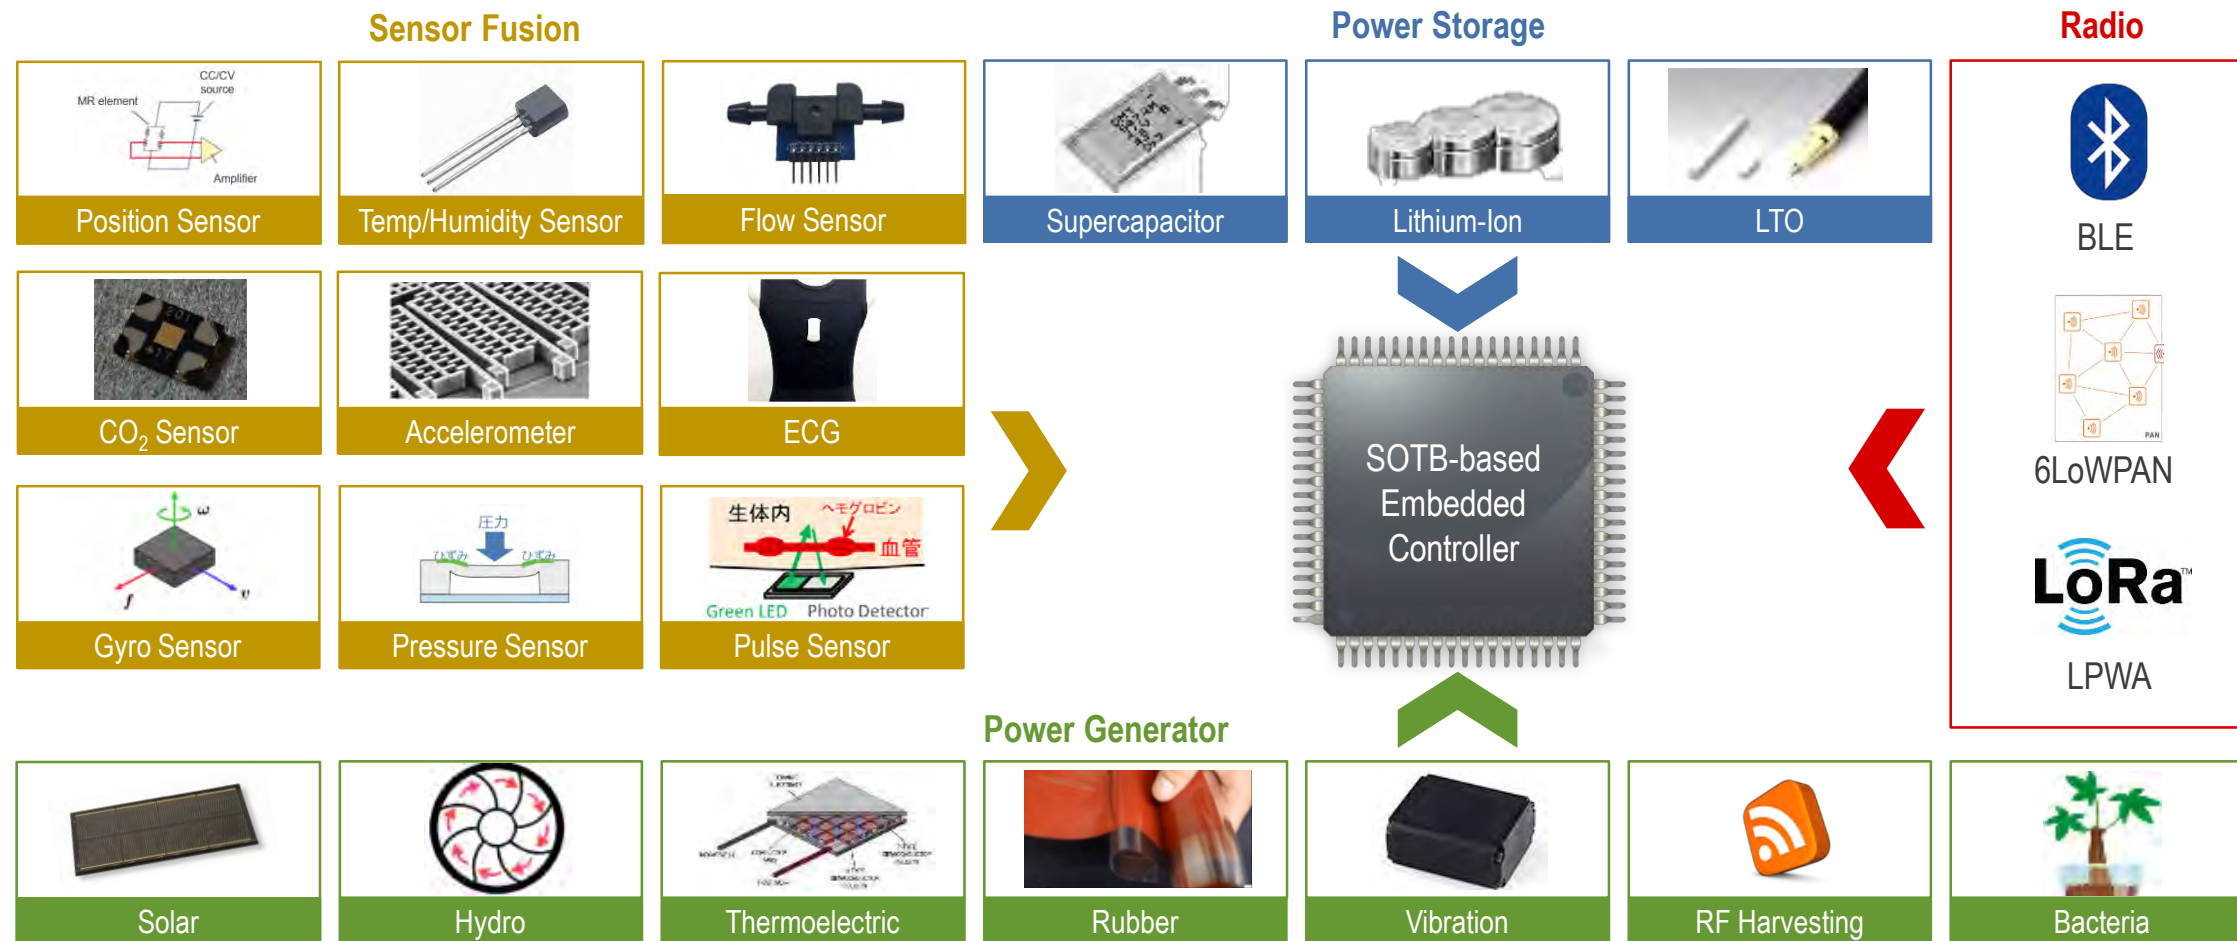 Sensor Fusion
Power Storage
Radio
CC/CV
source
MR element
Amplifier
Position Sensor
Temp/Humidity Sensor
Flow Sensor
Supercapacitor
Lithium-Ion
LTO
BLE
CO₂ Sensor
Accelerometer
ECG
PAN
6LoWPAN
SOTB-based
Embedded
Controller
ω
f
v
Gyro Sensor
圧力
ひずみ
ひずみ
Pressure Sensor
生体内
ヘモグロビン
血管
Green LED
Photo Detector
Pulse Sensor
LoRa™
LPWA
Power Generator
Solar
Hydro
Thermoelectric
Rubber
Vibration
RF Harvesting
Bacteria